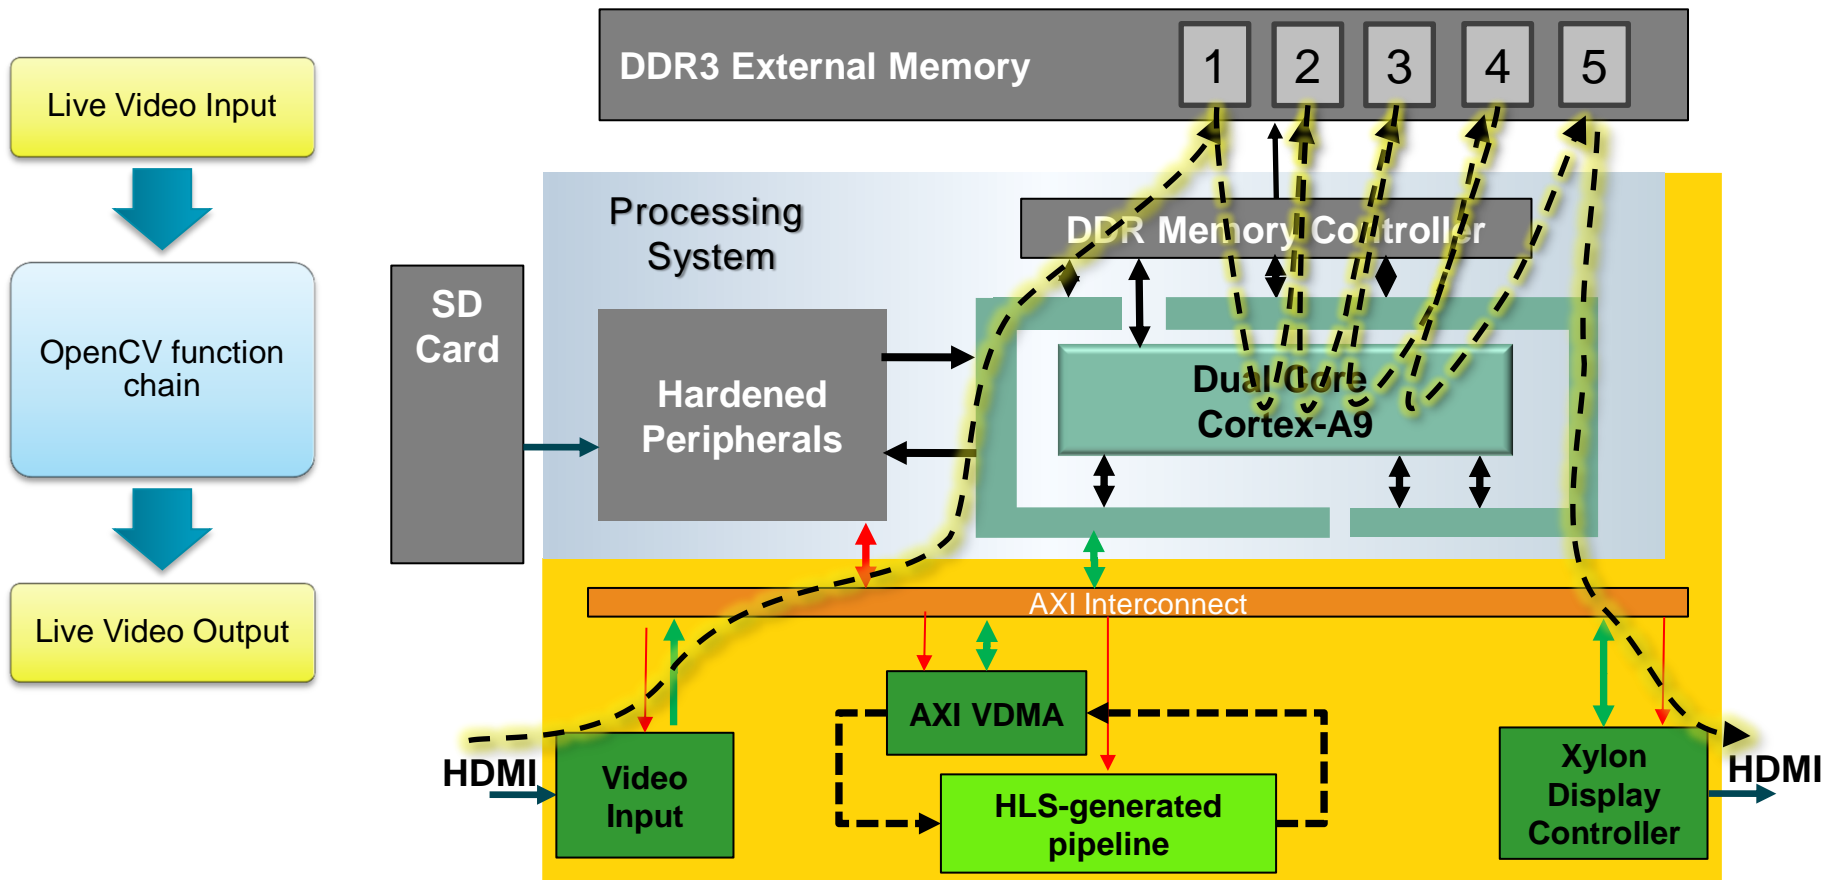 Live Video Input
OpenCV function
chain
Live Video Output
DDR3 External Memory
1
2
3
4
5
Processing
System
DDR Memory Controller
SD
Card
Hardened
Peripherals
Dual Core
Cortex-A9
AXI Interconnect
AXI VDMA
HDMI
Video
Input
HLS-generated
pipeline
Xylon
Display
Controller
HDMI